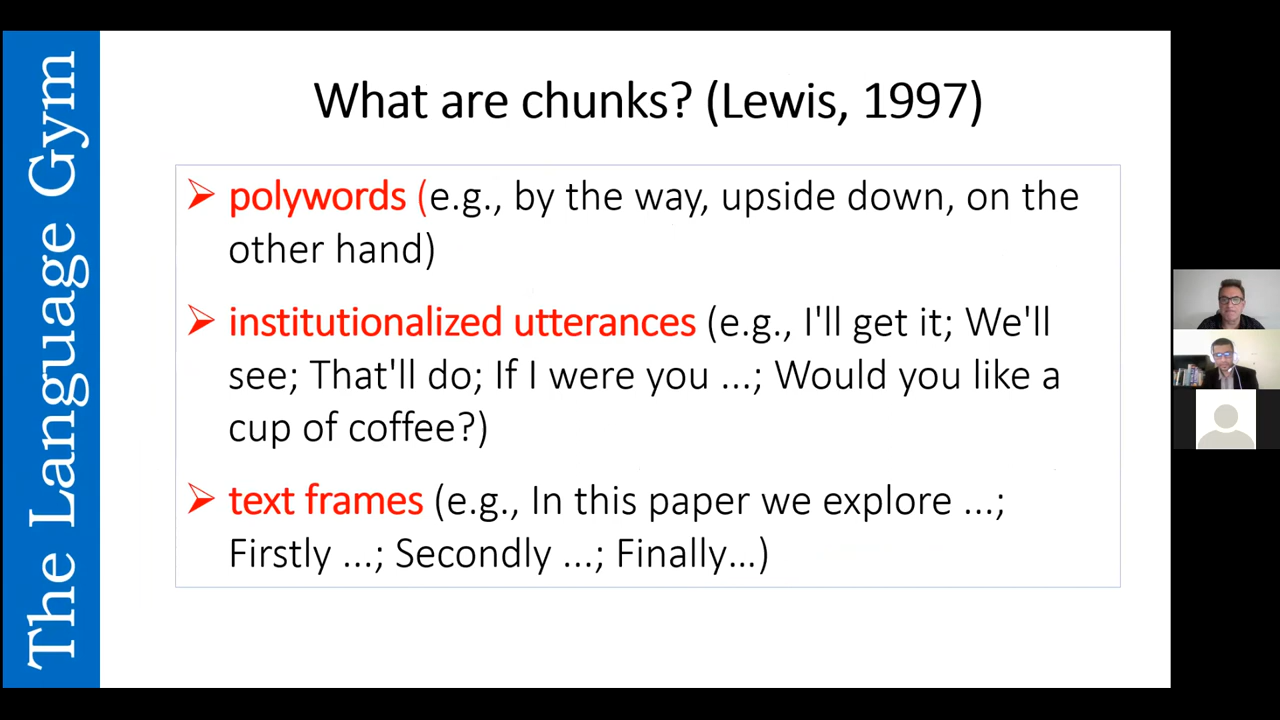 The Language Gym
What are chunks? (Lewis, 1997)
➢ polywords (e.g., by the way, upside down, on the
other hand)
➢ institutionalized utterances (e.g., I'll get it; We'll
see; That'll do; If I were you ...; Would you like a
cup of coffee?)
➢ text frames (e.g., In this paper we explore ...;
Firstly ...; Secondly ...; Finally...)